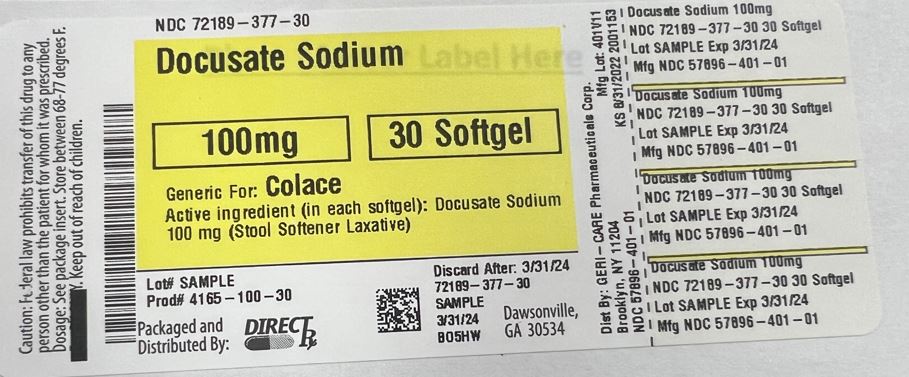 Caution: Federal law prohibits transfer of this drug to any
person other than the patient for whom it was prescribed.
Dosage: See package insert. Store between 68-77 degrees F.
Y. Keep out of reach of children.
NDC 72189-377-30
Label Here
Docusate Sodium
100mg
30 Softgel
Generic For: Colace
Active ingredient (in each softgel): Docusate Sodium
100 mg (Stool Softener Laxative)
Lot# SAMPLE
Prod# 4165-100-30
Packaged and
Distributed By:
DIRECT Rx
Discard After: 3/31/24
72189-377-30
SAMPLE
3/31/24
BO5HW
Dawsonville,
GA 30534
Dist By: GERI-CARE Pharmaceuticals Corp.
Brooklyn, NY 11204
NDC 57896-401-01
Mfg Lot: 401V11
KS 8/31/2022 2001153
Docusate Sodium 100mg
NDC 72189-377-30 30 Softgel
Lot SAMPLE Exp 3/31/24
Mfg NDC 57896-401-01
Docusate Sodium 100mg
NDC 72189-377-30 30 Softgel
Lot SAMPLE Exp 3/31/24
Mfg NDC 57896-401-01
Docusate Sodium 100mg
NDC 72189-377-30 30 Softgel
Lot SAMPLE Exp 3/31/24
Mfg NDC 57896-401-01
Docusate Sodium 100mg
NDC 72189-377-30 30 Softgel
Lot SAMPLE Exp 3/31/24
Mfg NDC 57896-401-01